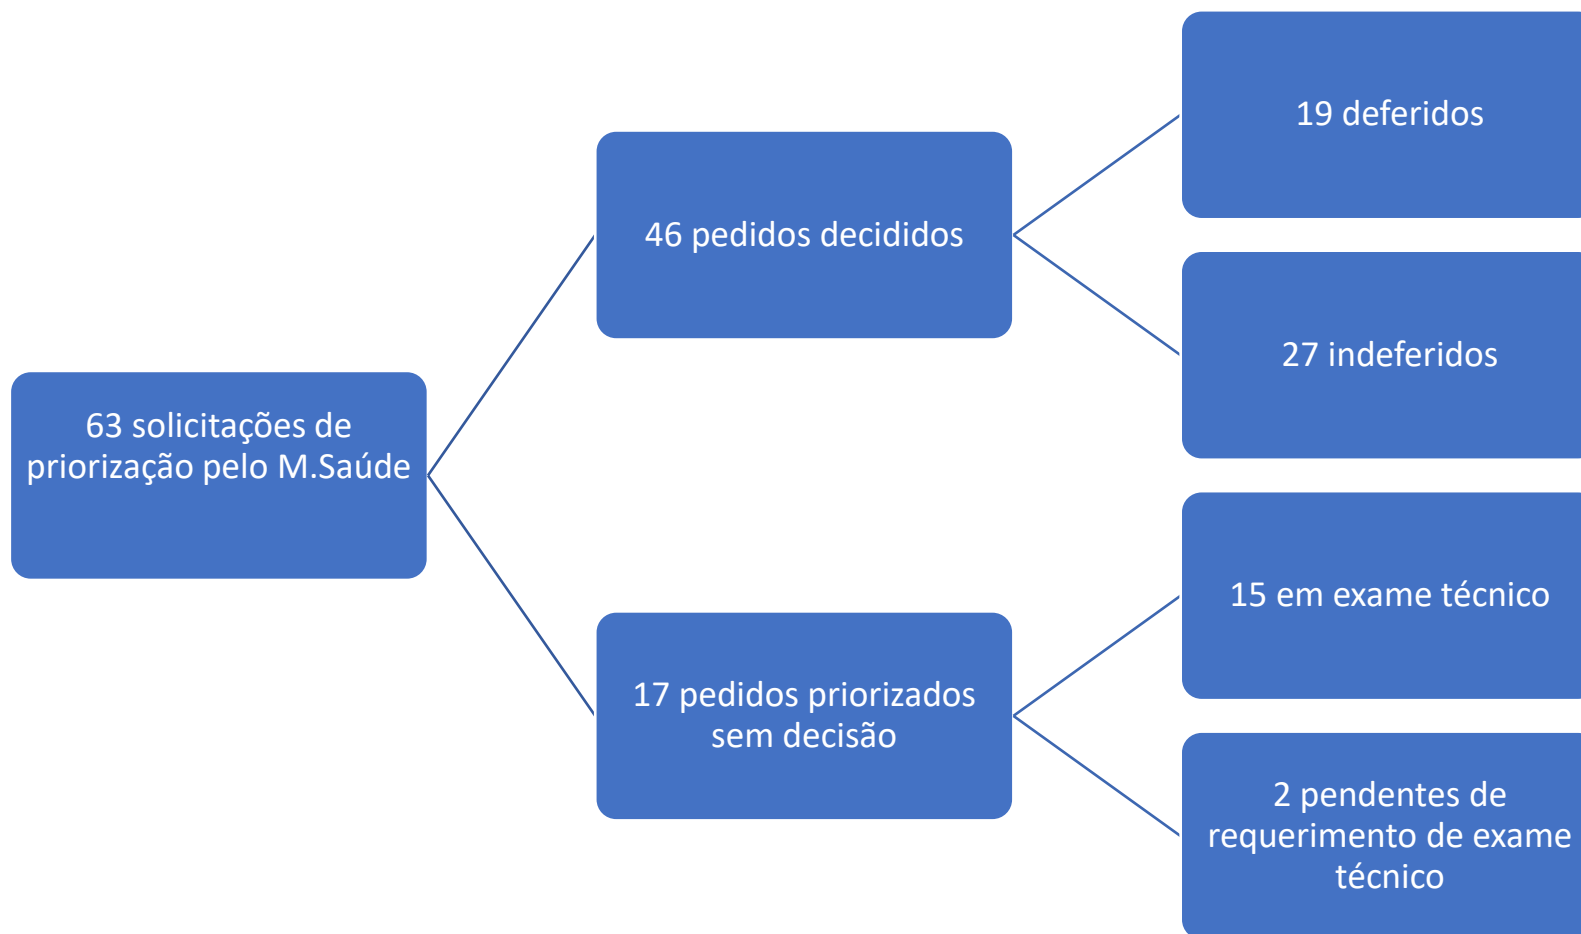 63 solicitações de
priorização pelo M.Saúde
46 pedidos decididos
19 deferidos
27 indeferidos
17 pedidos priorizados
sem decisão
15 em exame técnico
2 pendentes de
requerimento de exame
técnico